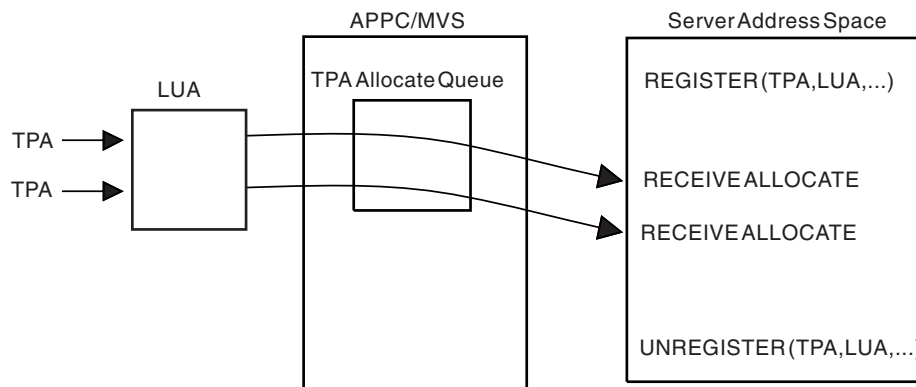 APPC/MVS
Server Address Space
TPA Allocate Queue
REGISTER (TPA,LUA,...)
LUA
TPA
TPA
RECEIVE ALLOCATE
RECEIVE ALLOCATE
UNREGISTER (TPA,LUA,...)